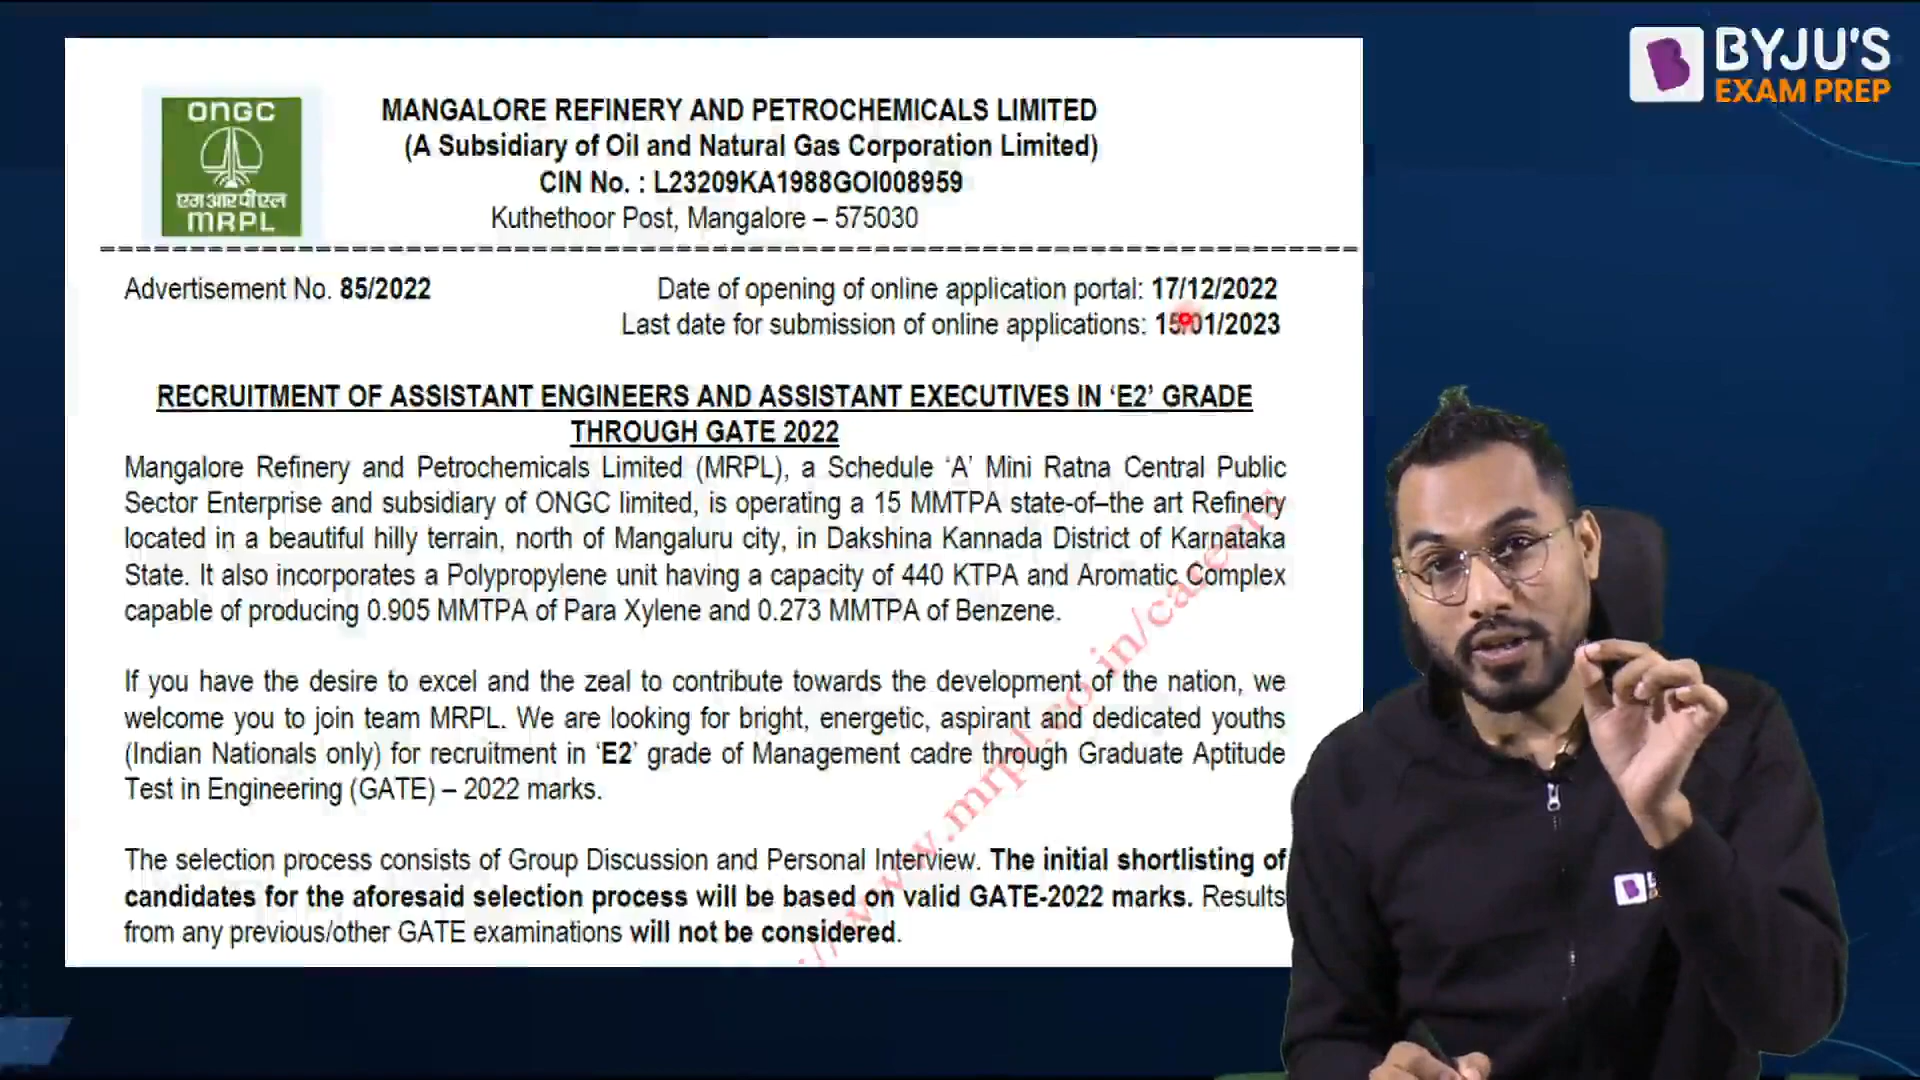 BYJU'S
EXAM PREP
ONGC
एमआरपीएल
MRPL
MANGALORE REFINERY AND PETROCHEMICALS LIMITED
(A Subsidiary of Oil and Natural Gas Corporation Limited)
CIN No. : L23209KA1988GOI008959
Kuthethoor Post, Mangalore – 575030
Advertisement No. 85/2022
Date of opening of online application portal: 17/12/2022
Last date for submission of online applications: 15/01/2023
RECRUITMENT OF ASSISTANT ENGINEERS AND ASSISTANT EXECUTIVES IN ‘E2’ GRADE
THROUGH GATE 2022
Mangalore Refinery and Petrochemicals Limited (MRPL), a Schedule ‘A’ Mini Ratna Central Public
Sector Enterprise and subsidiary of ONGC limited, is operating a 15 MMTPA state-of–the art Refinery
located in a beautiful hilly terrain, north of Mangaluru city, in Dakshina Kannada District of Karnataka
State. It also incorporates a Polypropylene unit having a capacity of 440 KTPA and Aromatic Complex
capable of producing 0.905 MMTPA of Para Xylene and 0.273 MMTPA of Benzene.
If you have the desire to excel and the zeal to contribute towards the development of the nation, we
welcome you to join team MRPL. We are looking for bright, energetic, aspirant and dedicated youths
(Indian Nationals only) for recruitment in ‘E2’ grade of Management cadre through Graduate Aptitude
Test in Engineering (GATE) – 2022 marks.
The selection process consists of Group Discussion and Personal Interview. The initial shortlisting of
candidates for the aforesaid selection process will be based on valid GATE-2022 marks. Results
from any previous/other GATE examinations will not be considered.
://www.mrpl.co.in/careers